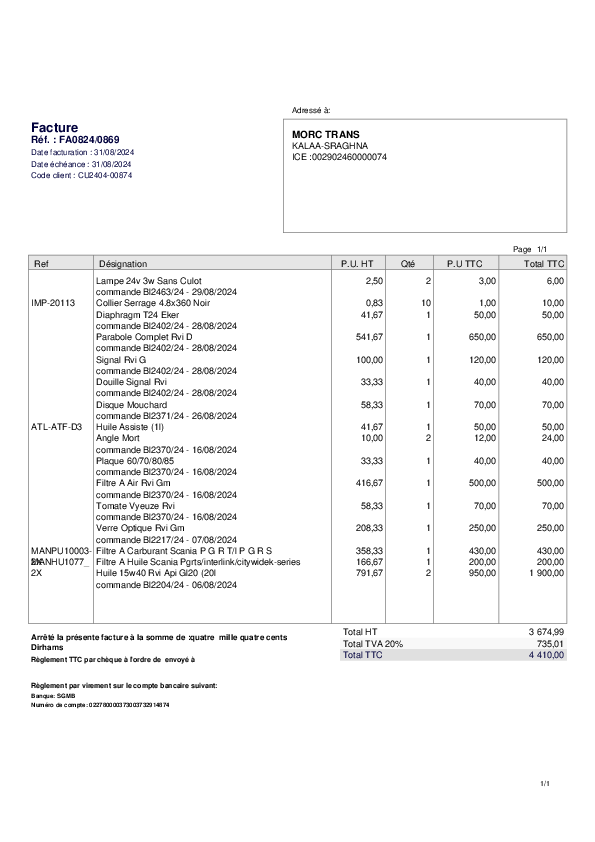 Adressé à:
Facture
Réf. : FA0824/0869
Date facturation : 31/08/2024
Date échéance : 31/08/2024
Code client : CU2404-00874
MORC TRANS
KALAA-SRAGHNA
ICE :002902460000074
Page 1/1
Ref Désignation P.U. HT Qté P.U TTC Total TTC
Lampe 24v 3w Sans Culot 2,50 2 3,00 6,00
commande Bl2463/24 - 29/08/2024
IMP-20113 Collier Serrage 4.8x360 Noir 0,83 10 1,00 10,00
Diaphragm T24 Eker 41,67 1 50,00 50,00
commande Bl2402/24 - 28/08/2024
Parabole Complet Rvi D 541,67 1 650,00 650,00
commande Bl2402/24 - 28/08/2024
Signal Rvi G 100,00 1 120,00 120,00
commande Bl2402/24 - 28/08/2024
Douille Signal Rvi 33,33 1 40,00 40,00
commande Bl2402/24 - 28/08/2024
Disque Mouchard 58,33 1 70,00 70,00
commande Bl2371/24 - 26/08/2024
ATL-ATF-D3 Huile Assiste (1l) 41,67 1 50,00 50,00
Angle Mort 10,00 2 12,00 24,00
commande Bl2370/24 - 16/08/2024
Plaque 60/70/80/85 33,33 1 40,00 40,00
commande Bl2370/24 - 16/08/2024
Filtre A Air Rvi Gm 416,67 1 500,00 500,00
commande Bl2370/24 - 16/08/2024
Tomate Vyeuze Rvi 58,33 1 70,00 70,00
commande Bl2370/24 - 16/08/2024
Verre Optique Rvi Gm 208,33 1 250,00 250,00
commande Bl2217/24 - 07/08/2024
MANPU10003- Filtre A Carburant Scania P G R T/I P G R S 358,33 1 430,00 430,00
MANHU1077_ Filtre A Huile Scania Pgrts/interlink/citywidek-series 166,67 1 200,00 200,00
2X Huile 15w40 Rvi Api Gl20 (20l 791,67 2 950,00 1 900,00
commande Bl2204/24 - 06/08/2024
Arrêté la présente facture à la somme de :quatre mille quatre cents
Dirhams
Règlement TTC par chèque à l'ordre de envoyé à
Total HT 3 674,99
Total TVA 20% 735,01
Total TTC 4 410,00
Règlement par virement sur le compte bancaire suivant:
Banque: SGMB
Numéro de compte: 022780000373003732914874
1/1